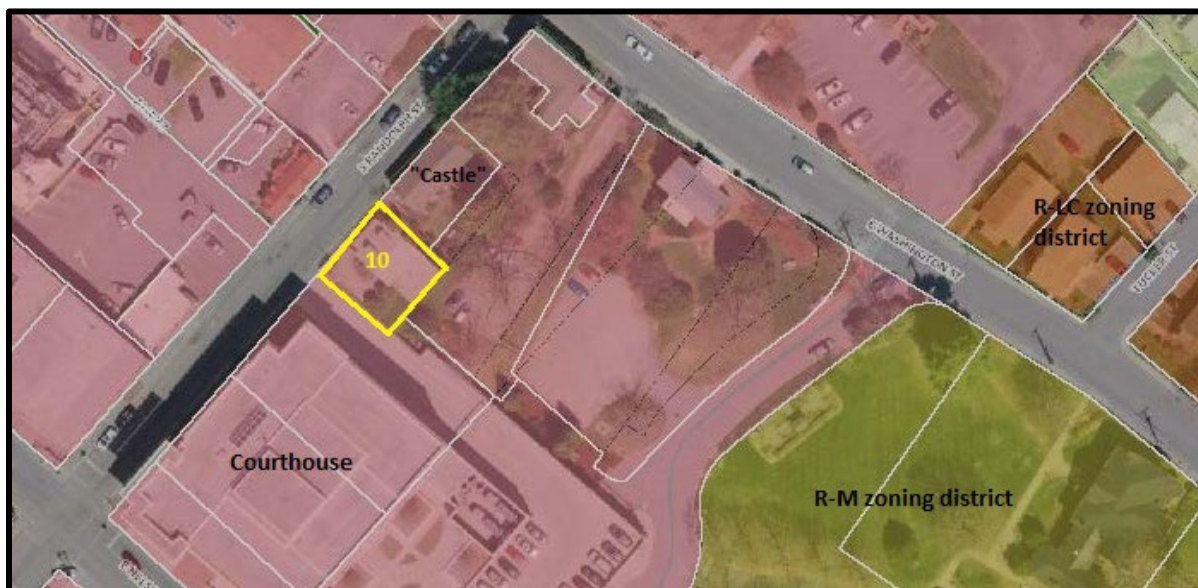 S RANDOLPH ST
"Castle"
10
R-LC zoning
district
E WASHINGTON ST
Courthouse
R-M zoning district